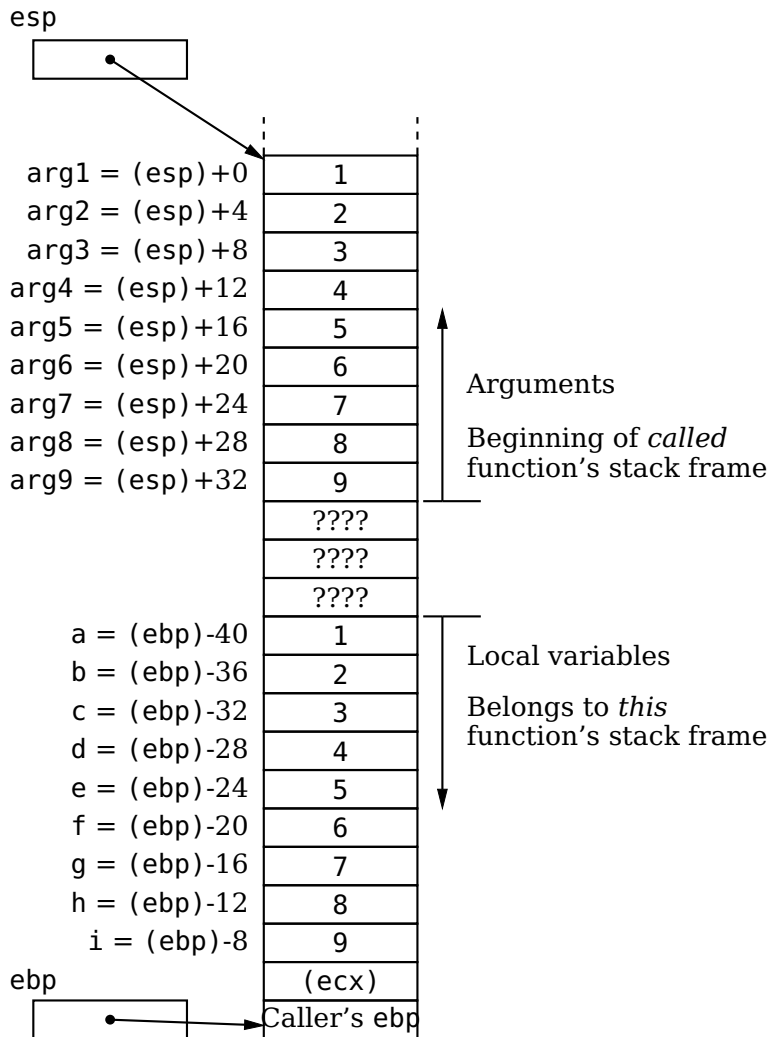 esp
arg1 = (esp)+0 1
arg2 = (esp)+4 2
arg3 = (esp)+8 3
arg4 = (esp)+12 4
arg5 = (esp)+16 5
arg6 = (esp)+20 6
arg7 = (esp)+24 7
arg8 = (esp)+28 8
arg9 = (esp)+32 9
Arguments
Beginning of called
function’s stack frame
????
????
????
a = (ebp)-40 1
b = (ebp)-36 2
c = (ebp)-32 3
d = (ebp)-28 4
e = (ebp)-24 5
f = (ebp)-20 6
g = (ebp)-16 7
h = (ebp)-12 8
i = (ebp)-8 9
Local variables
Belongs to this
function’s stack frame
(ecx)
ebp
Caller’s ebp